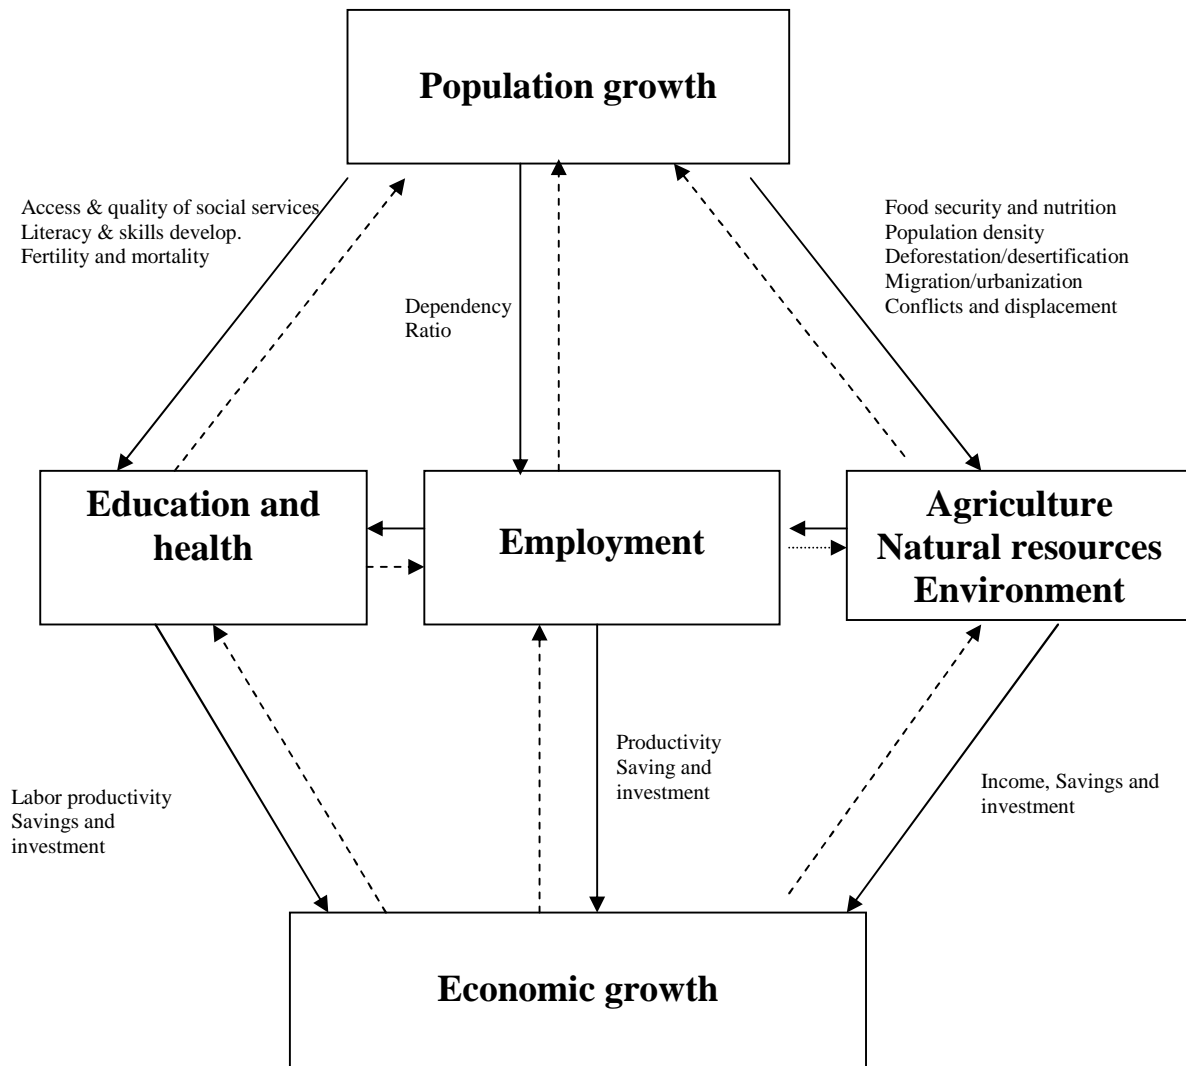 Population growth
Access & quality of social services
Literacy & skills develop.
Fertility and mortality
Food security and nutrition
Population density
Deforestation/desertification
Migration/urbanization
Conflicts and displacement
Dependency
Ratio
Education and
health
Employment
Agriculture
Natural resources
Environment
Labor productivity
Savings and
investment
Productivity
Saving and
investment
Income, Savings and
investment
Economic growth